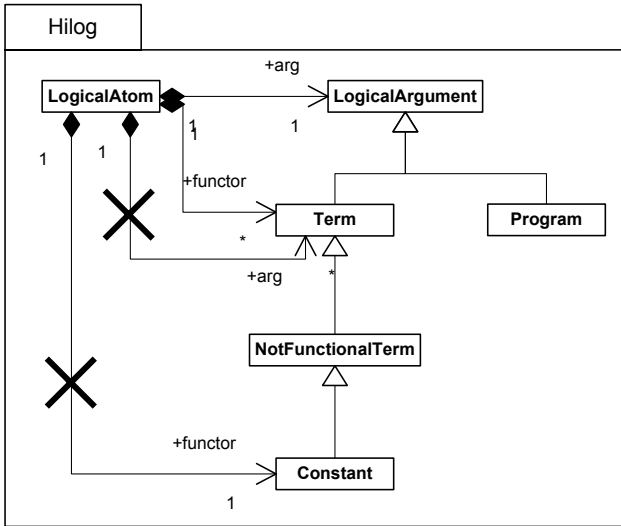 Hilog
+arg
LogicalAtom
LogicalArgument
1
1
1
1
1
+functor
Term
Program
*
+arg
*
NotFunctionalTerm
+functor
Constant
1